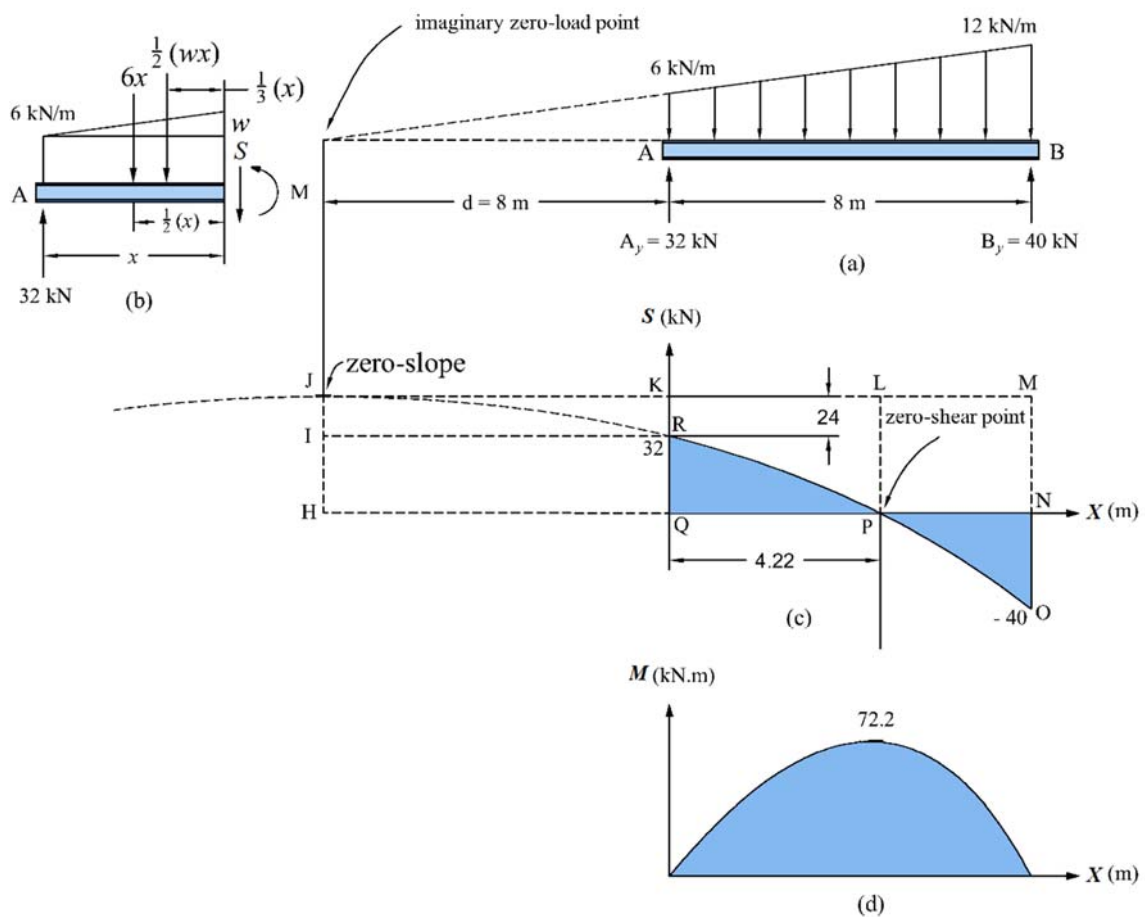 imaginary zero-load point
12 kN/m
6 kN/m
A
B
d = 8 m
8 m
A_y = 32 kN
B_y = 40 kN
(a)
½(wx)
6x
⅓(x)
6 kN/m
w
S
A
M
½(x)
x
32 kN
(b)
S (kN)
zero-slope
J
K
L
M
24
zero-shear point
I
R
32
H
Q
P
N
X (m)
4.22
- 40
O
(c)
M (kN.m)
72.2
X (m)
(d)